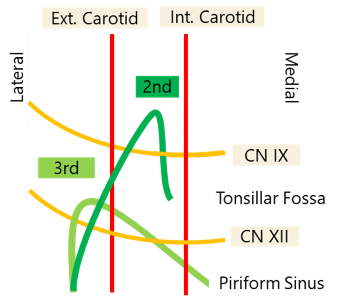 Ext. Carotid
Int. Carotid
Lateral
Medial
2nd
CN IX
3rd
Tonsillar Fossa
CN XII
Piriform Sinus